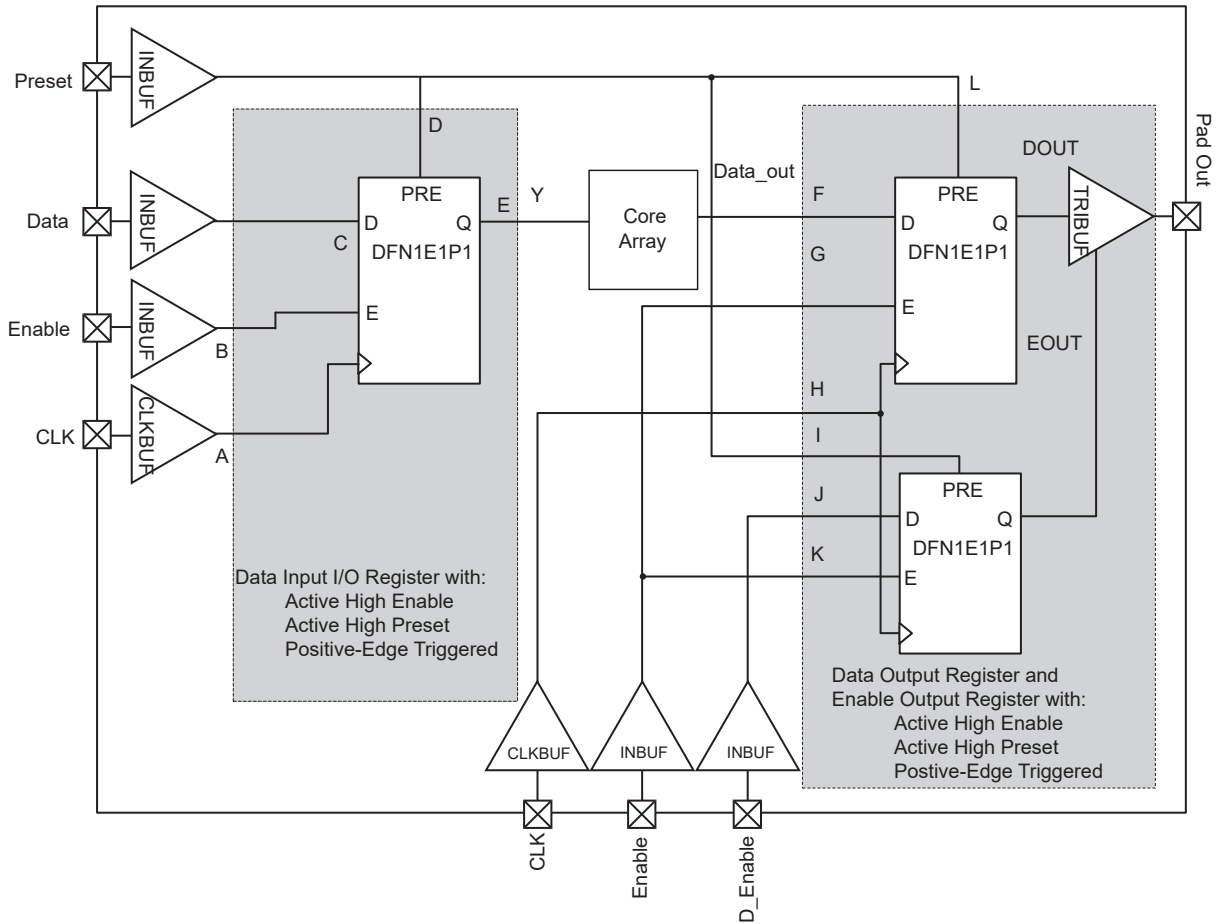 Preset
INBUF
L
D
Pad Out
DOUT
Data
INBUF
PRE
D
Q
C
DFN1E1P1
E
Y
Core
Array
Data_out
F
PRE
D
Q
G
DFN1E1P1
TRIBUF
Enable
INBUF
B
E
E
EOUT
CLK
CLKBUF
A
H
I
PRE
J
D
Q
DFN1E1P1
K
E
Data Input I/O Register with:
Active High Enable
Active High Preset
Positive-Edge Triggered
Data Output Register and
Enable Output Register with:
Active High Enable
Active High Preset
Postive-Edge Triggered
CLKBUF
INBUF
INBUF
CLK
Enable
D_Enable